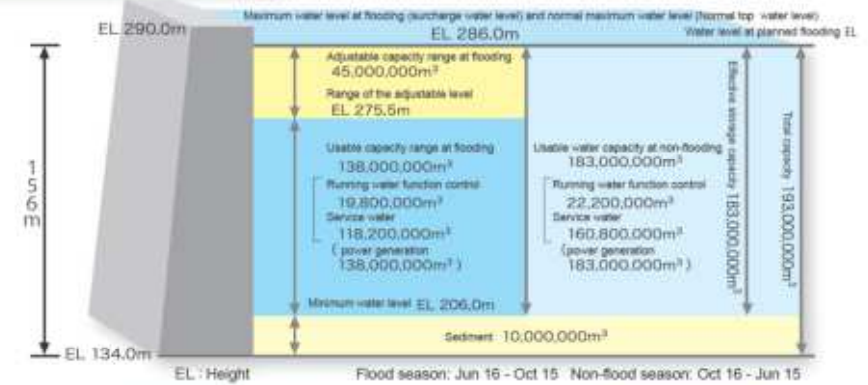 Maximum water level at flooding (surcharge water level) and normal maximum water level (Normal top water level)
EL 290.0m
EL 286.0m
Water level at planned flooding EL
Adjustable capacity range at flooding
45,000,000m³
Range of the adjustable level
EL 275.5m
Usable capacity range at flooding
138,000,000m³
Running water function control
19,800,000m³
Service water
118,200,000m³
( power generation
138,000,000m³ )
Usable water capacity at non-flooding
183,000,000m³
Running water function control
22,200,000m³
Service water
160,800,000m³
(power generation
183,000,000m³ )
Effective storage capacity 183,000,000m³
Total capacity 193,000,000m³
156m
Minimum water level EL 206.0m
Sediment 10,000,000m³
EL 134.0m
EL : Height
Flood season: Jun 16 - Oct 15 Non-flood season: Oct 16 - Jun 15